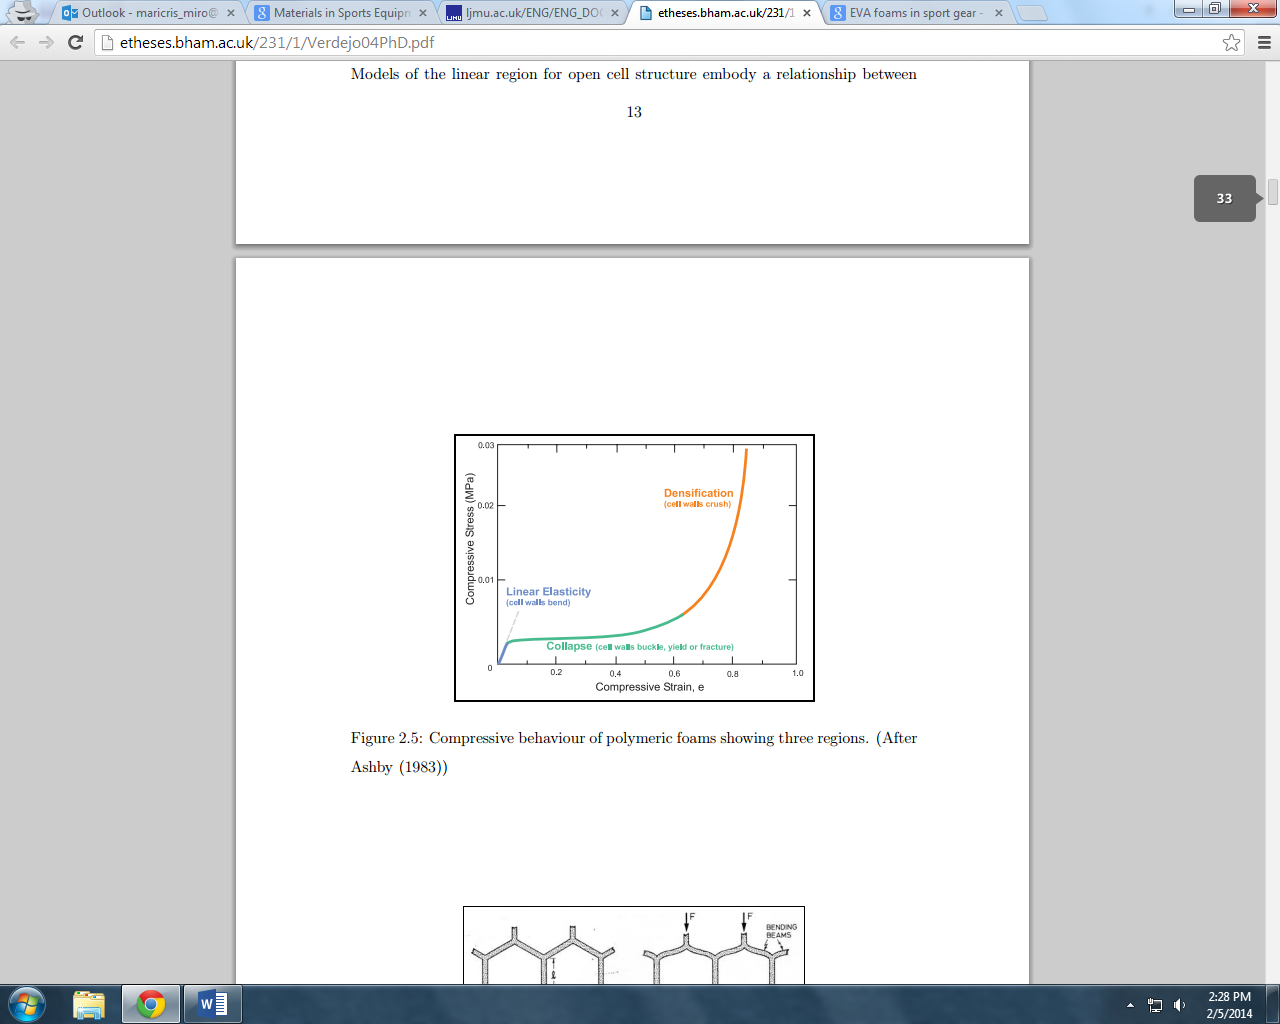 Outlook - maricris_miro@
Materials in Sports Equipm
LJMU
ljmu.ac.uk/ENG/ENG_DO
etheses.bham.ac.uk/231/1
EVA foams in sport gear -
etheses.bham.ac.uk/231/1/Verdejo04PhD.pdf
Models of the linear region for open cell structure embody a relationship between
13
33
0.03
0.02
0.01
0
Compressive Stress (MPa)
Densification
(cell walls crush)
Linear Elasticity
(cell walls bend)
Collapse (cell walls buckle, yield or fracture)
0.2 0.4 0.6 0.8 1.0
Compressive Strain, e
Figure 2.5: Compressive behaviour of polymeric foams showing three regions. (After
Ashby (1983))
F F
BENDING
BEAMS
ℓ
2:28 PM
2/5/2014